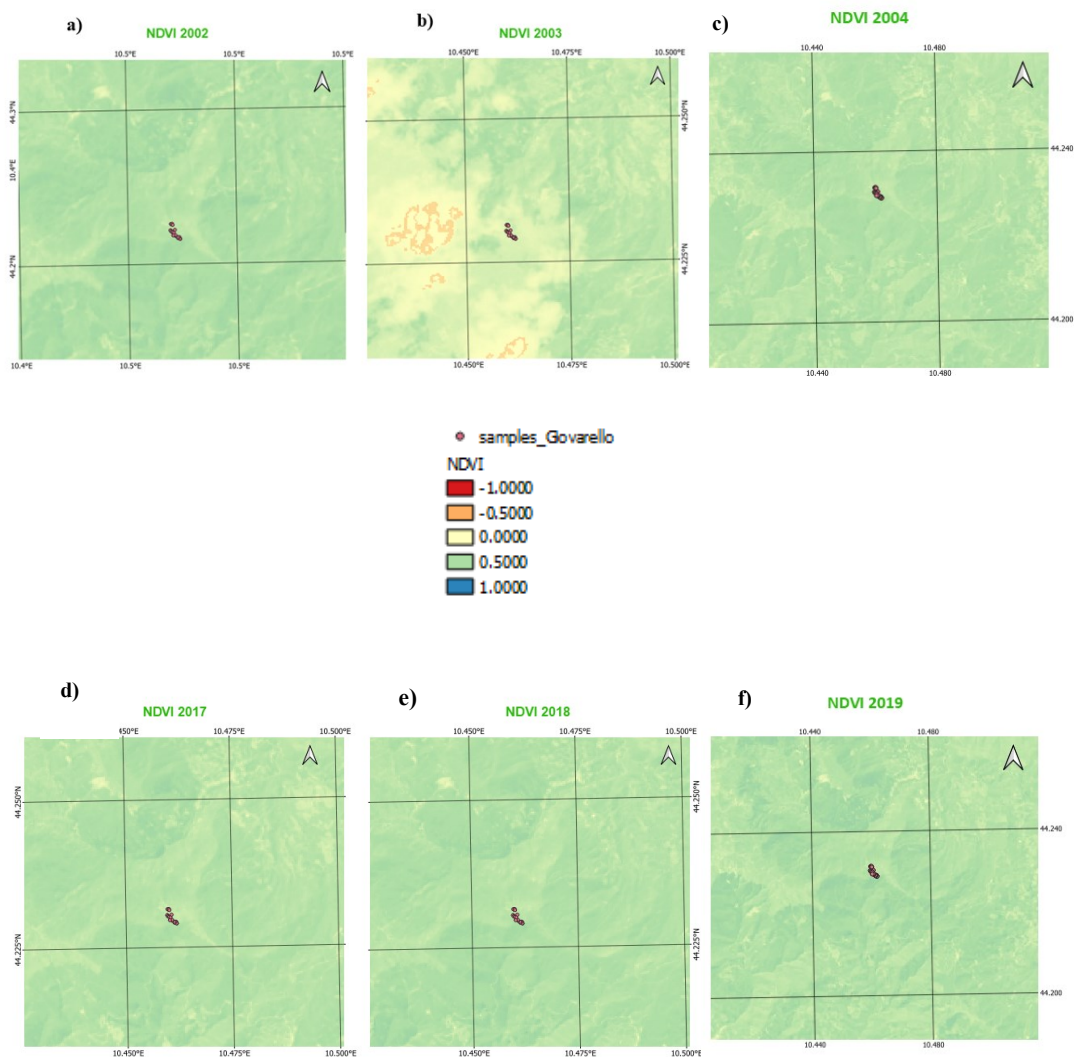 a)
NDVI 2002
10.5°E 10.5°E 10.5°E
44.3°N
10.4°E
44.2°N
10.4°E 10.5°E 10.5°E
b)
NDVI 2003
10.450°E 10.475°E 10.500°E
44.250°N
44.225°N
10.450°E 10.475°E 10.500°E
c)
NDVI 2004
10.440 10.480
44.240
44.200
10.440 10.480
samples_Govarello
NDVI
-1.0000
-0.5000
0.0000
0.5000
1.0000
d)
NDVI 2017
450°E 10.475°E 10.500°E
44.250°N
44.225°N
10.450°E 10.475°E 10.500°E
e)
NDVI 2018
10.450°E 10.475°E 10.500°E
44.250°N
44.225°N
10.450°E 10.475°E 10.500°E
f)
NDVI 2019
10.440 10.480
44.240
44.200
10.440 10.480